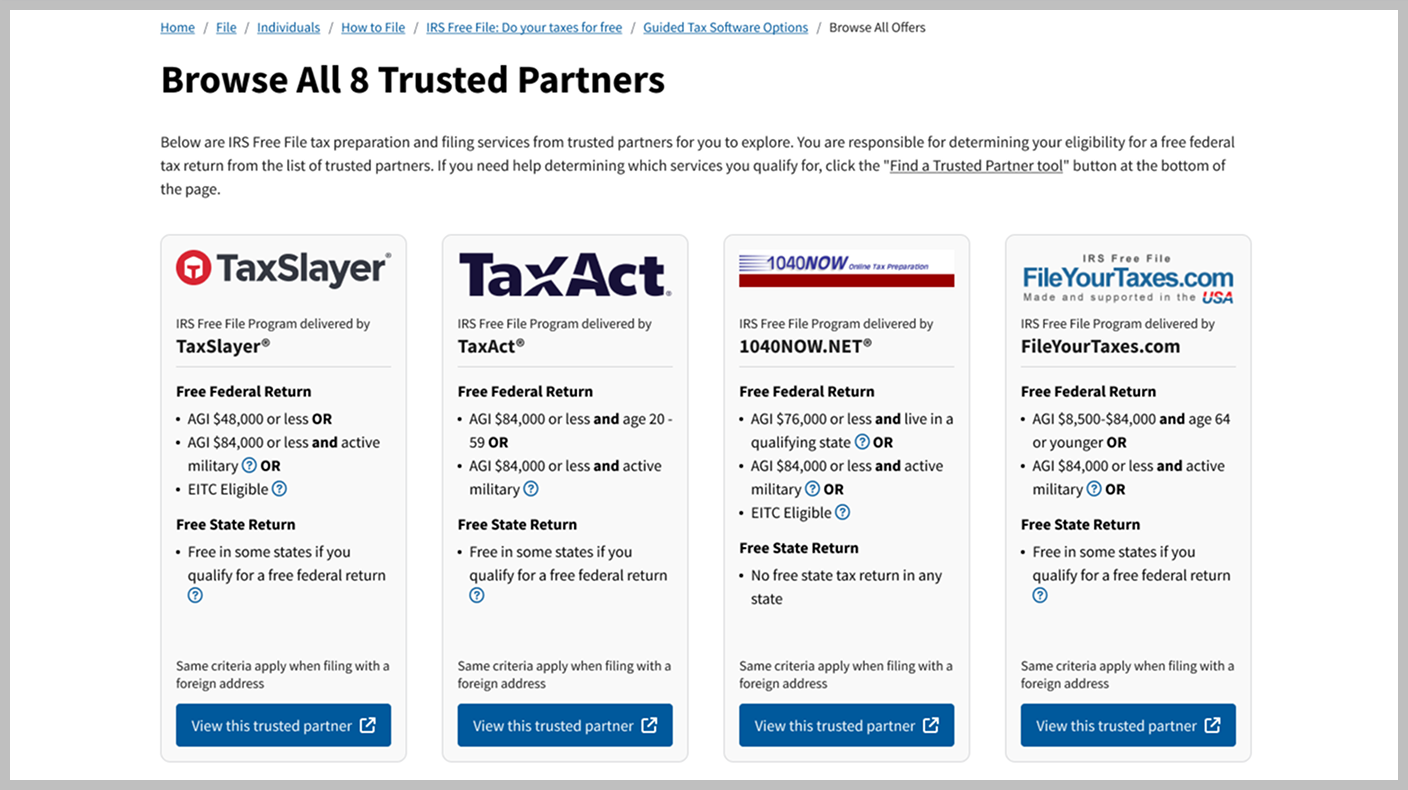 Home / File / Individuals / How to File / IRS Free File: Do your taxes for free / Guided Tax Software Options / Browse All Offers
Browse All 8 Trusted Partners
Below are IRS Free File tax preparation and filing services from trusted partners for you to explore. You are responsible for determining your eligibility for a free federal
tax return from the list of trusted partners. If you need help determining which services you qualify for, click the "Find a Trusted Partner tool" button at the bottom of
the page.
TaxSlayer®
IRS Free File Program delivered by
TaxSlayer®
Free Federal Return
• AGI $48,000 or less OR
• AGI $84,000 or less and active
military ? OR
• EITC Eligible ?
Free State Return
• Free in some states if you
qualify for a free federal return
?
Same criteria apply when filing with a
foreign address
View this trusted partner
TaxAct®
IRS Free File Program delivered by
TaxAct®
Free Federal Return
• AGI $84,000 or less and age 20 -
59 OR
• AGI $84,000 or less and active
military ?
Free State Return
• Free in some states if you
qualify for a free federal return
?
Same criteria apply when filing with a
foreign address
View this trusted partner
1040NOW Online Tax Preparation
IRS Free File Program delivered by
1040NOW.NET®
Free Federal Return
• AGI $76,000 or less and live in a
qualifying state ? OR
• AGI $84,000 or less and active
military ? OR
• EITC Eligible ?
Free State Return
• No free state tax return in any
state
Same criteria apply when filing with a
foreign address
View this trusted partner
IRS Free File
FileYourTaxes.com
Made and supported in the USA
IRS Free File Program delivered by
FileYourTaxes.com
Free Federal Return
• AGI $8,500-$84,000 and age 64
or younger OR
• AGI $84,000 or less and active
military ? OR
Free State Return
• Free in some states if you
qualify for a free federal return
?
Same criteria apply when filing with a
foreign address
View this trusted partner